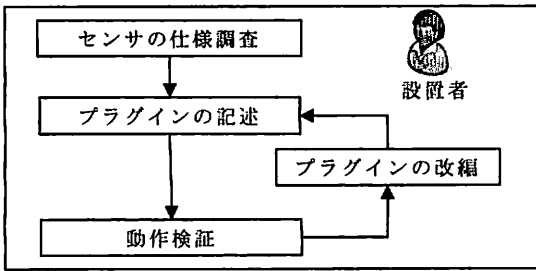 センサの仕様調査
設置者
プラグインの記述
プラグインの改編
動作検証